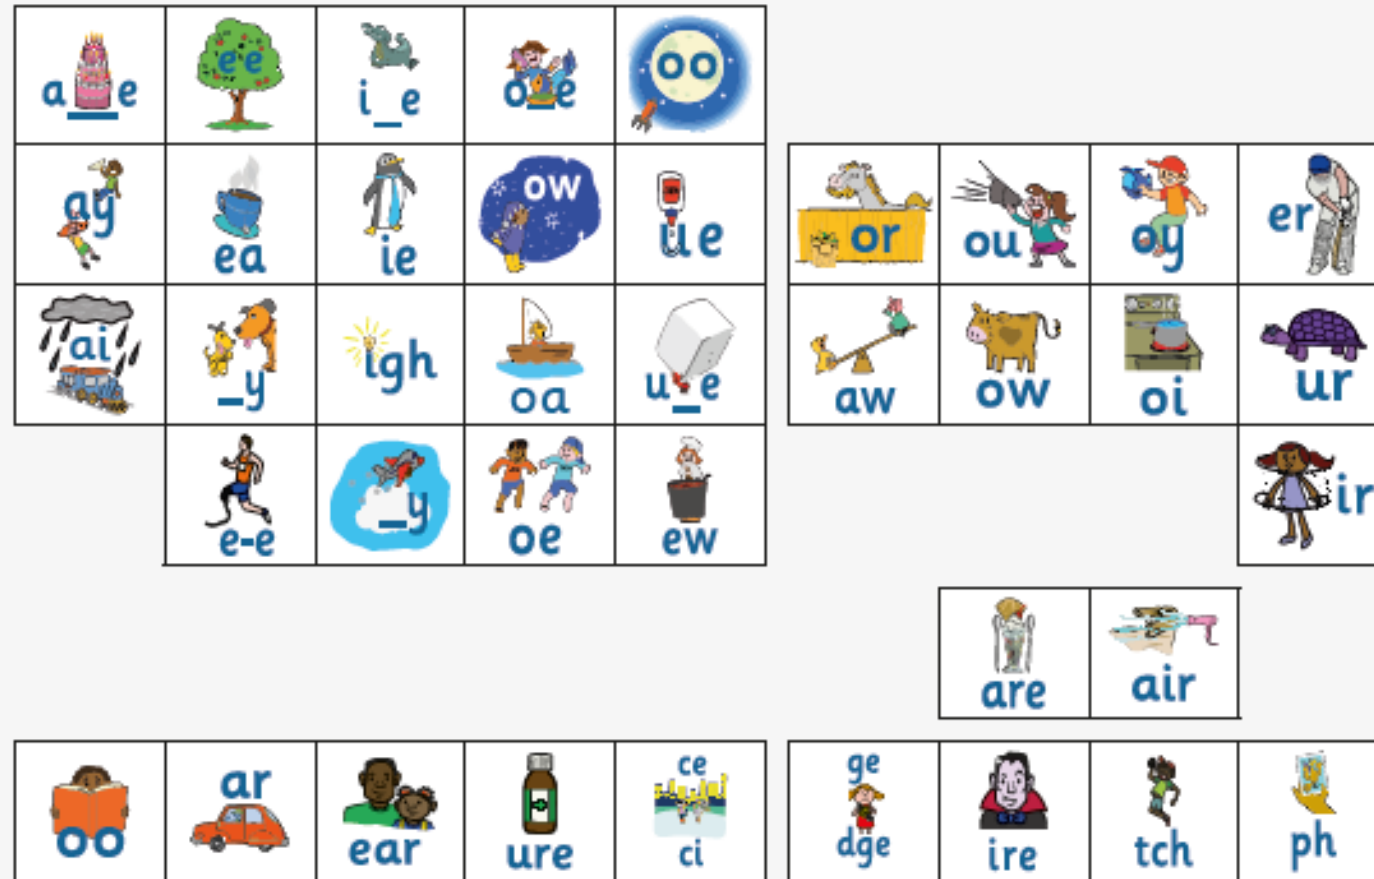 a_e ee i_e o_e oo
ay ea ie ow ue or ou oy er
ai _y igh oa u_e aw ow oi ur
e-e _y oe ew ir
are air
oo ar ear ure ce ci ge dge ire tch ph